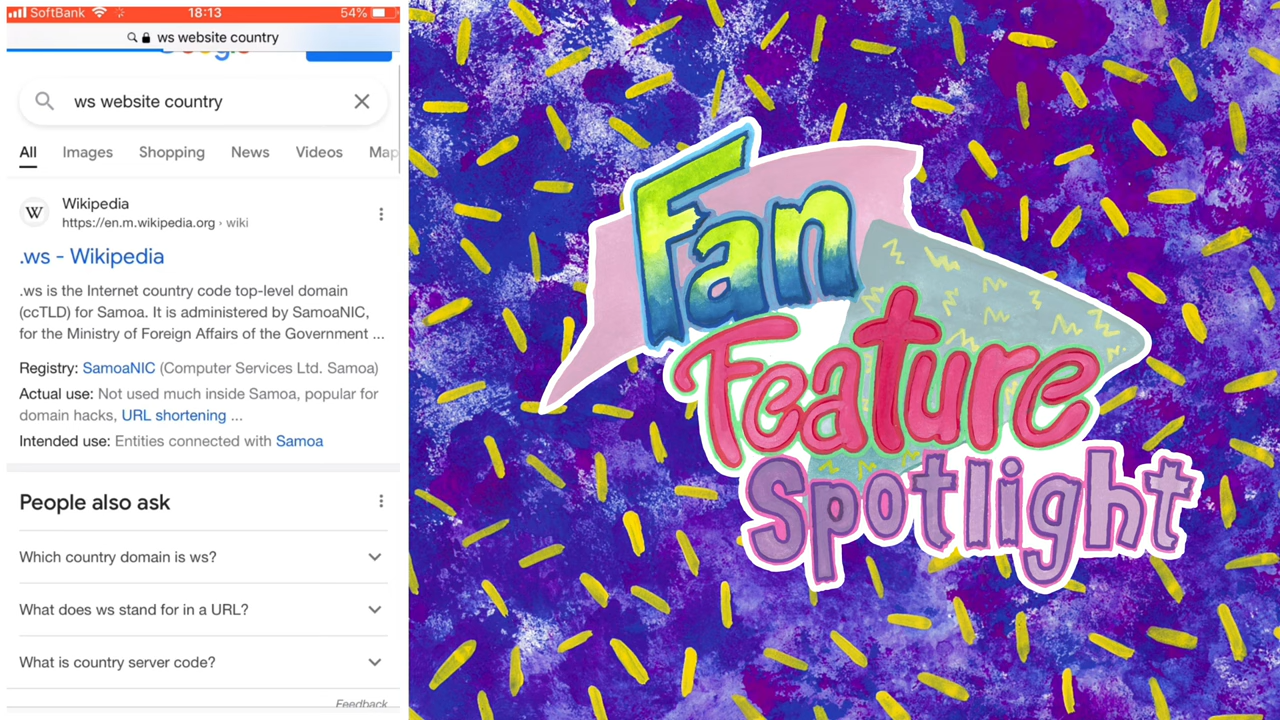 SoftBank 18:13 54%
ws website country
Google
ws website country
All Images Shopping News Videos Map
W Wikipedia
https://en.m.wikipedia.org › wiki
.ws - Wikipedia
.ws is the Internet country code top-level domain
(ccTLD) for Samoa. It is administered by SamoaNIC,
for the Ministry of Foreign Affairs of the Government ...
Registry: SamoaNIC (Computer Services Ltd. Samoa)
Actual use: Not used much inside Samoa, popular for
domain hacks, URL shortening ...
Intended use: Entities connected with Samoa
People also ask
Which country domain is ws?
What does ws stand for in a URL?
What is country server code?
Feedback
Fan
Feature
Spotlight